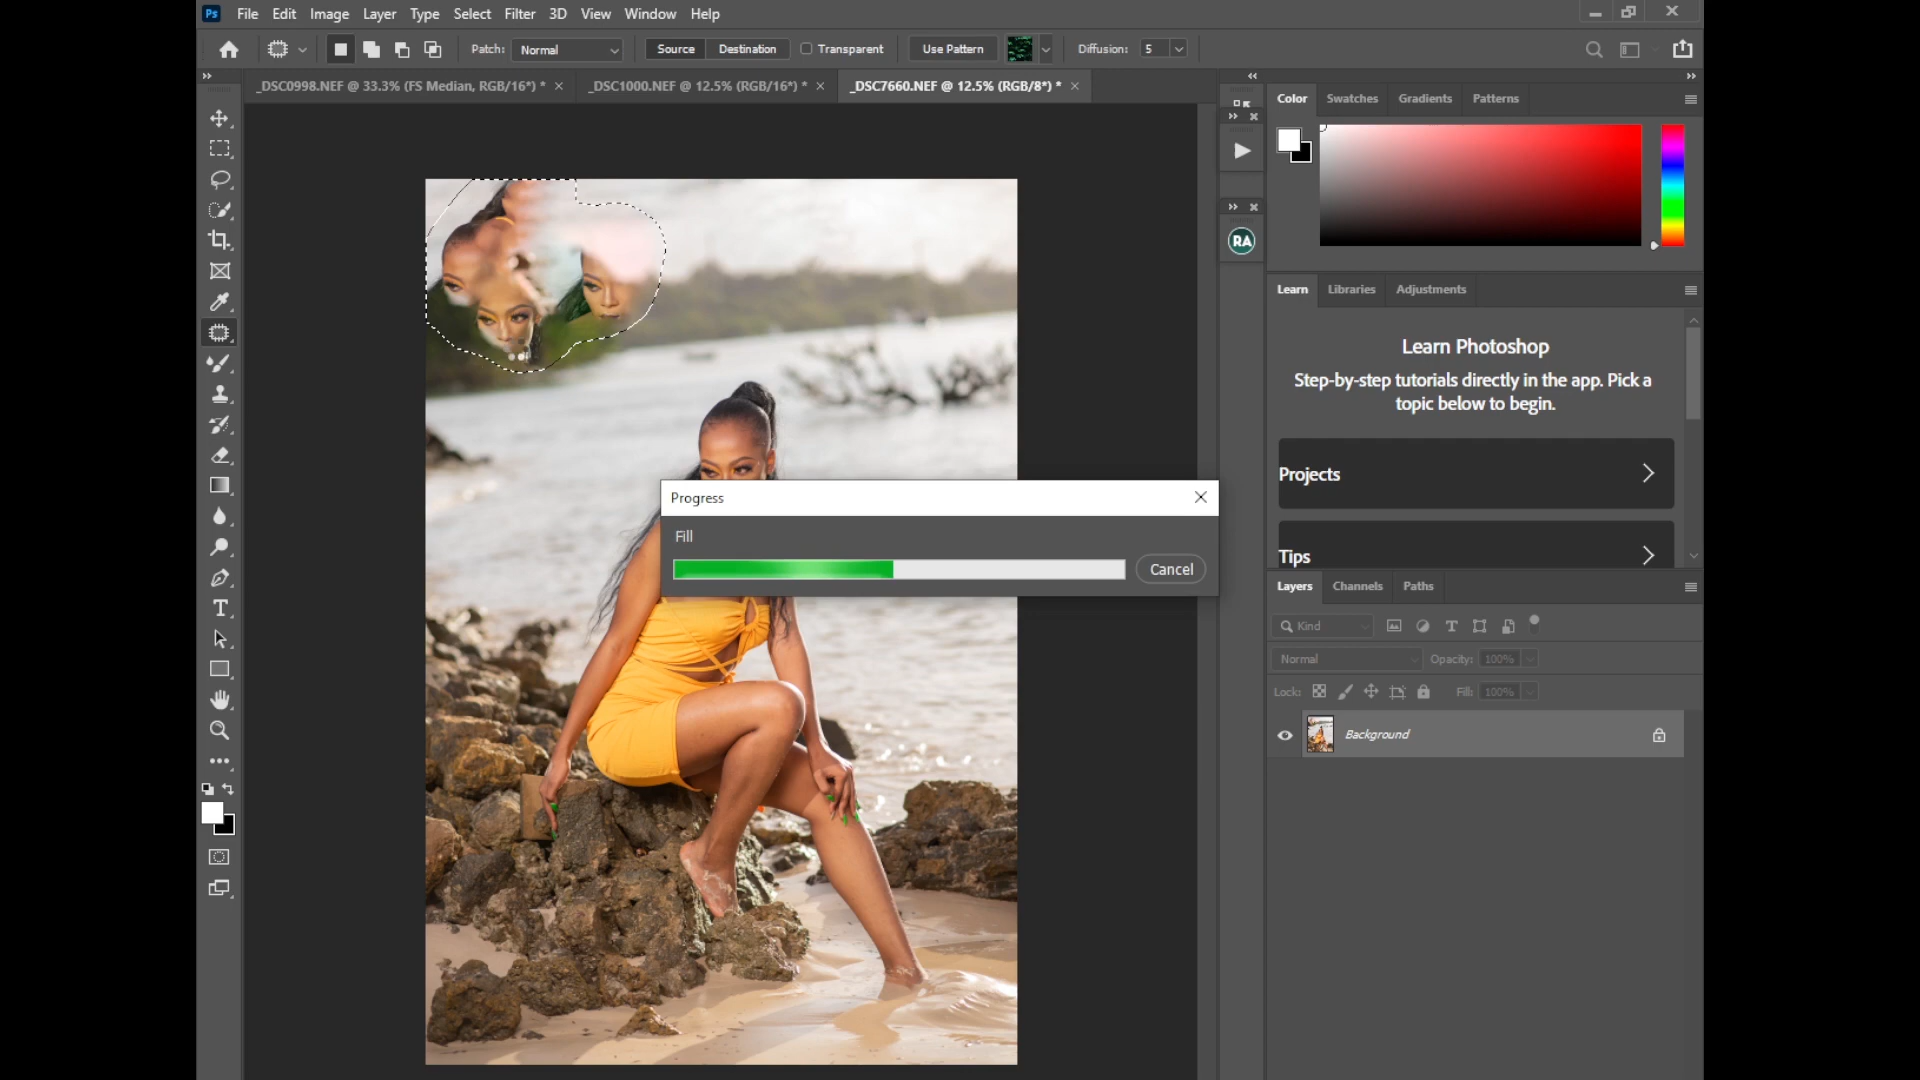 Ps File Edit Image Layer Type Select Filter 3D View Window Help
Patch: Normal Source Destination Transparent Use Pattern Diffusion: 5
_DSC0998.NEF @ 33.3% (FS Median, RGB/16*) * _DSC1000.NEF @ 12.5% (RGB/16*) * _DSC7660.NEF @ 12.5% (RGB/8*) *
Color Swatches Gradients Patterns
RA
Learn Libraries Adjustments
Learn Photoshop
Step-by-step tutorials directly in the app. Pick a
topic below to begin.
Projects
Tips
Progress
Fill
Cancel
Layers Channels Paths
Kind
Normal Opacity: 100%
Lock: Fill: 100%
Background